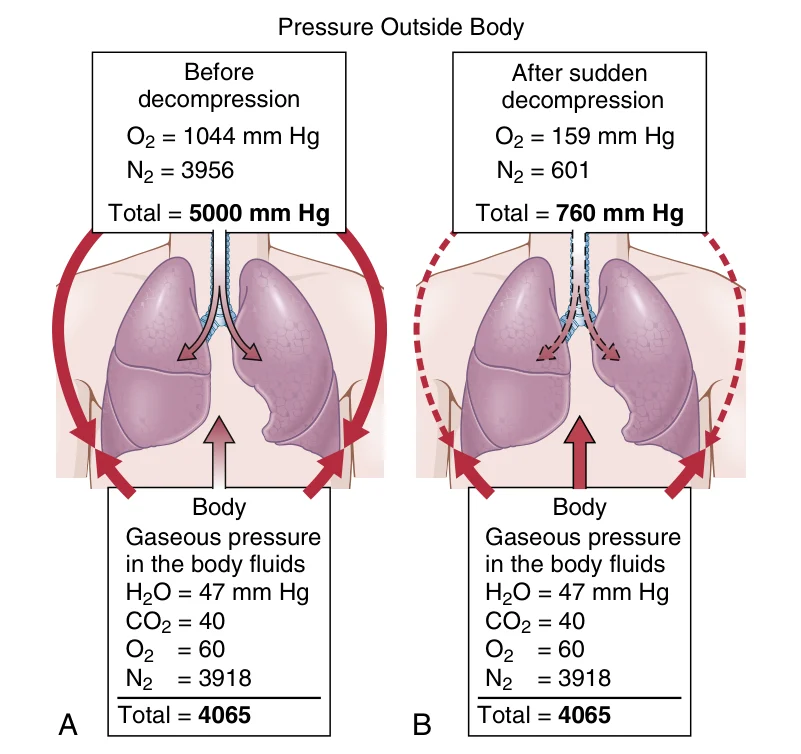 Pressure Outside Body
Before
decompression
O₂ = 1044 mm Hg
N₂ = 3956
Total = 5000 mm Hg
After sudden
decompression
O₂ = 159 mm Hg
N₂ = 601
Total = 760 mm Hg
Body
Gaseous pressure
in the body fluids
H₂O = 47 mm Hg
CO₂ = 40
O₂ = 60
N₂ = 3918
Total = 4065
A
Body
Gaseous pressure
in the body fluids
H₂O = 47 mm Hg
CO₂ = 40
O₂ = 60
N₂ = 3918
Total = 4065
B